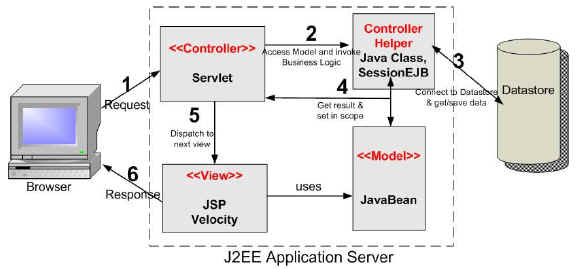 1
Request
Browser
6
Response
<<Controller>>
Servlet
2
Access Model and invoke
Business Logic
Controller
Helper
Java Class,
SessionEJB
3
Connect to Datastore
& get/save data
Datastore
4
Get result &
set in scope
5
Dispatch to
next view
<<View>>
JSP
Velocity
uses
<<Model>>
JavaBean
J2EE Application Server